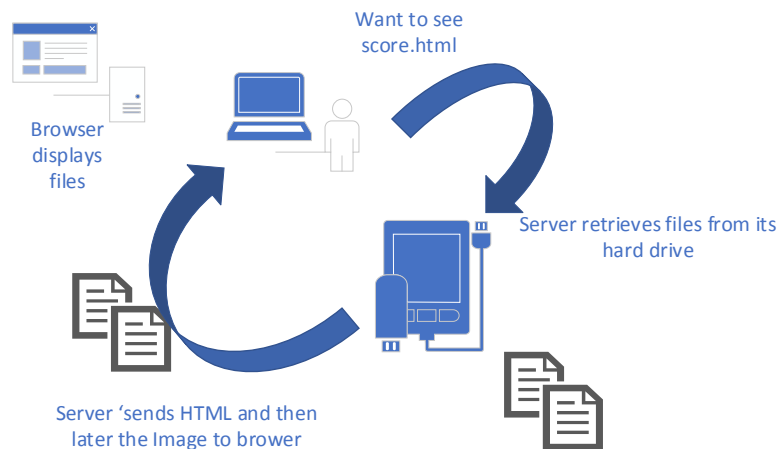 Want to see
score.html
Browser
displays
files
Server retrieves files from its
hard drive
Server ‘sends HTML and then
later the Image to brower